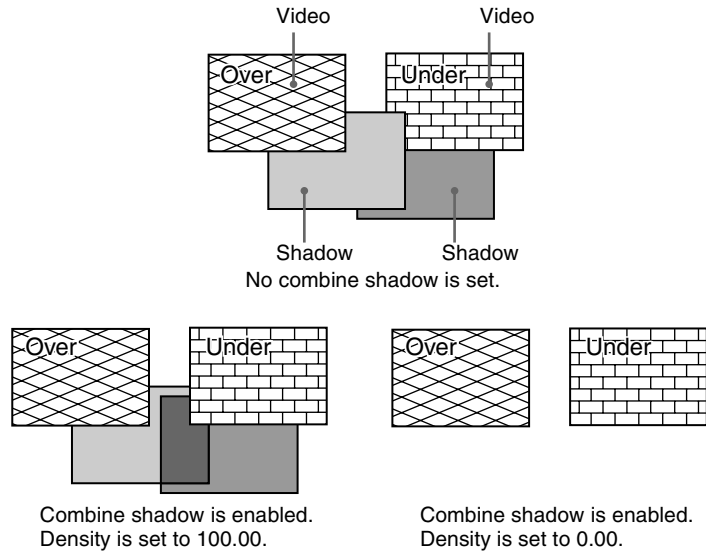 Video
Video
Over
Under
Shadow
Shadow
No combine shadow is set.
Over
Under
Over
Under
Combine shadow is enabled.
Density is set to 100.00.
Combine shadow is enabled.
Density is set to 0.00.